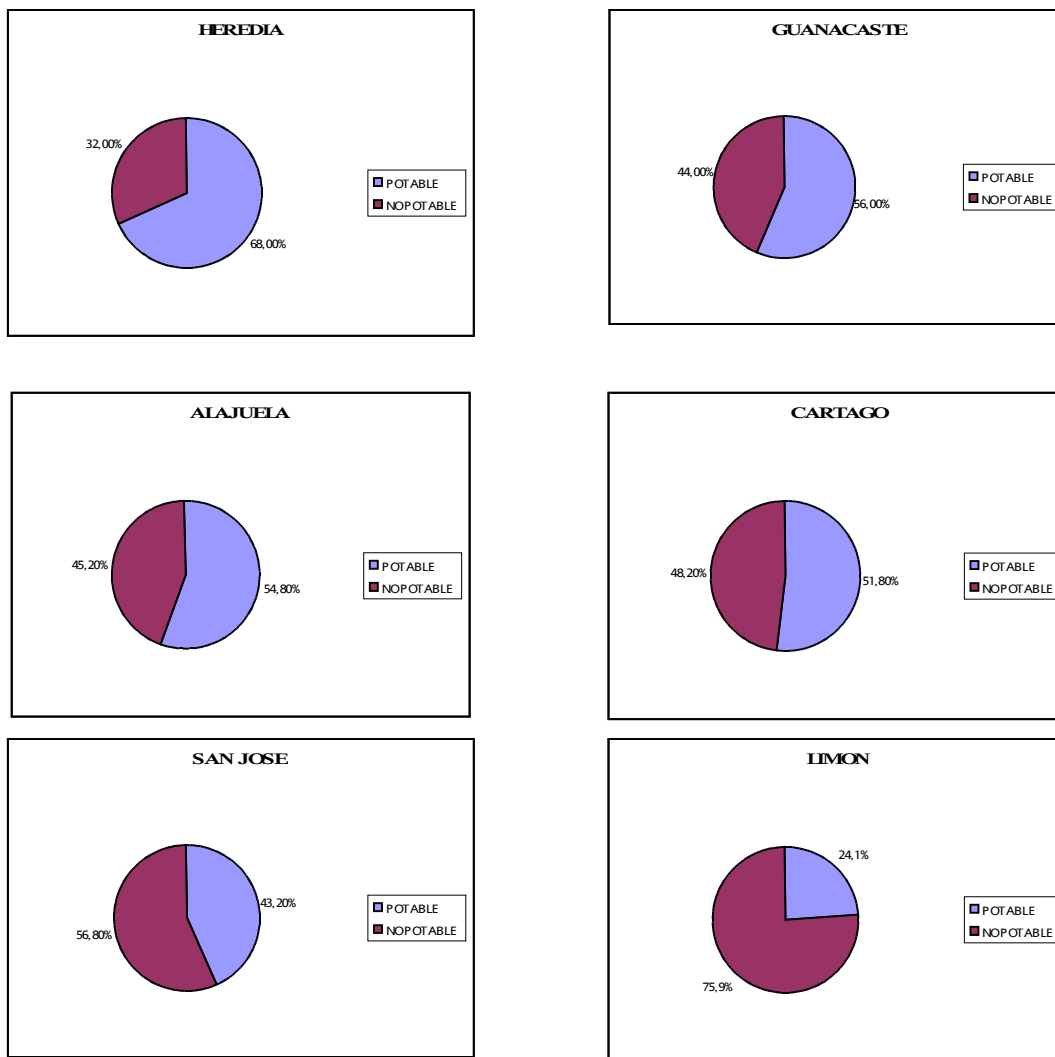 HEREDIA
32,00%
68,00%
POTABLE
NOPOTABLE
GUANACASTE
44,00%
56,00%
POTABLE
NOPOTABLE
ALAJUELA
45,20%
54,80%
POTABLE
NOPOTABLE
CARTAGO
48,20%
51,80%
POTABLE
NOPOTABLE
SAN JOSE
43,20%
56,80%
POTABLE
NOPOTABLE
LIMON
24,1%
75,9%
POTABLE
NOPOTABLE